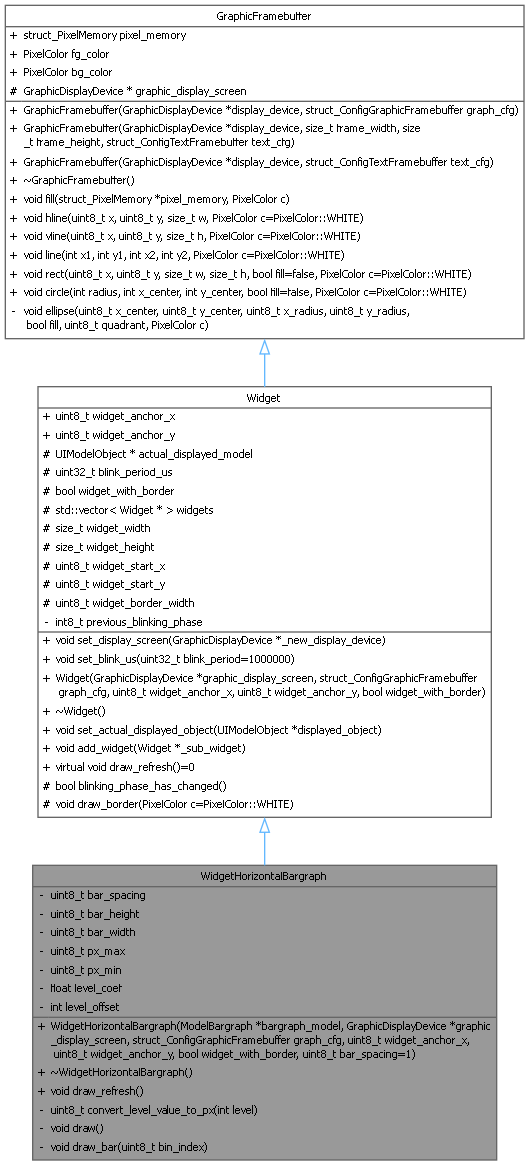 GraphicFramebuffer
+ struct_PixelMemory pixel_memory
+ PixelColor fg_color
+ PixelColor bg_color
# GraphicDisplayDevice * graphic_display_screen
+ GraphicFramebuffer(GraphicDisplayDevice *display_device, struct_ConfigGraphicFramebuffer graph_cfg)
+ GraphicFramebuffer(GraphicDisplayDevice *display_device, size_t frame_width, size
_t frame_height, struct_ConfigTextFramebuffer text_cfg)
+ GraphicFramebuffer(GraphicDisplayDevice *display_device, struct_ConfigTextFramebuffer text_cfg)
+ ~GraphicFramebuffer()
+ void fill(struct_PixelMemory *pixel_memory, PixelColor c)
+ void hline(uint8_t x, uint8_t y, size_t w, PixelColor c=PixelColor::WHITE)
+ void vline(uint8_t x, uint8_t y, size_t h, PixelColor c=PixelColor::WHITE)
+ void line(int x1, int y1, int x2, int y2, PixelColor c=PixelColor::WHITE)
+ void rect(uint8_t x, uint8_t y, size_t w, size_t h, bool fill=false, PixelColor c=PixelColor::WHITE)
+ void circle(int radius, int x_center, int y_center, bool fill=false, PixelColor c=PixelColor::WHITE)
- void ellipse(uint8_t x_center, uint8_t y_center, uint8_t x_radius, uint8_t y_radius,
bool fill, uint8_t quadrant, PixelColor c)
Widget
+ uint8_t widget_anchor_x
+ uint8_t widget_anchor_y
# UIModelObject * actual_displayed_model
# uint32_t blink_period_us
# bool widget_with_border
# std::vector< Widget * > widgets
# size_t widget_width
# size_t widget_height
# uint8_t widget_start_x
# uint8_t widget_start_y
# uint8_t widget_border_width
- int8_t previous_blinking_phase
+ void set_display_screen(GraphicDisplayDevice *_new_display_device)
+ void set_blink_us(uint32_t blink_period=1000000)
+ Widget(GraphicDisplayDevice *graphic_display_screen, struct_ConfigGraphicFramebuffer
graph_cfg, uint8_t widget_anchor_x, uint8_t widget_anchor_y, bool widget_with_border)
+ ~Widget()
+ void set_actual_displayed_object(UIModelObject *displayed_object)
+ void add_widget(Widget *_sub_widget)
+ virtual void draw_refresh()=0
# bool blinking_phase_has_changed()
# void draw_border(PixelColor c=PixelColor::WHITE)
WidgetHorizontalBargraph
- uint8_t bar_spacing
- uint8_t bar_height
- uint8_t bar_width
- uint8_t px_max
- uint8_t px_min
- float level_coef
- int level_offset
+ WidgetHorizontalBargraph(ModelBargraph *bargraph_model, GraphicDisplayDevice *graphic
_display_screen, struct_ConfigGraphicFramebuffer graph_cfg, uint8_t widget_anchor_x,
uint8_t widget_anchor_y, bool widget_with_border, uint8_t bar_spacing=1)
+ ~WidgetHorizontalBargraph()
+ void draw_refresh()
- uint8_t convert_level_value_to_px(int level)
- void draw()
- void draw_bar(uint8_t bin_index)